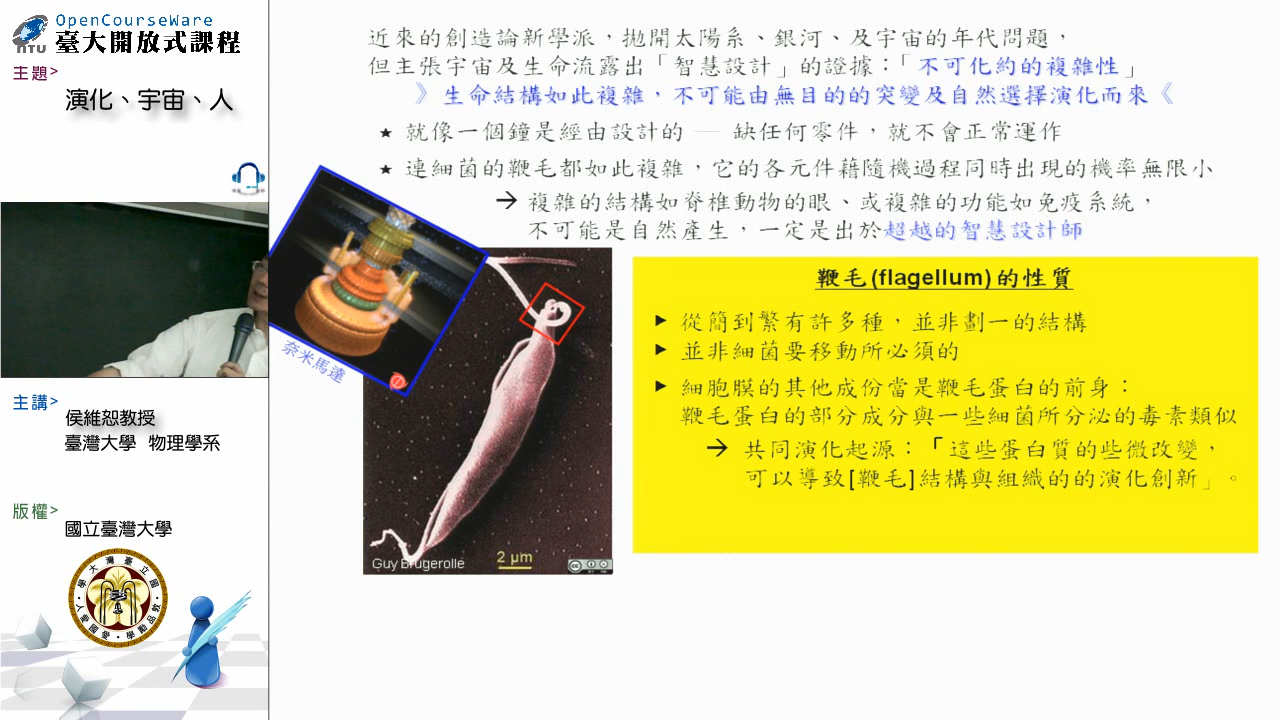 OpenCourseWare
NTU
臺大開放式課程
主題>
演化、宇宙、人
主講>
侯維恕教授
臺灣大學 物理學系
版權>
國立臺灣大學
近來的創造論新學派，拋開太陽系、銀河、及宇宙的年代問題，
但主張宇宙及生命流露出「智慧設計」的證據：「不可化約的複雜性」
》生命結構如此複雜，不可能由無目的的突變及自然選擇演化而來《
★ 就像一個鐘是經由設計的 — 缺任何零件，就不會正常運作
★ 連細菌的鞭毛都如此複雜，它的各元件藉隨機過程同時出現的機率無限小
→ 複雜的結構如脊椎動物的眼、或複雜的功能如免疫系統，
不可能是自然產生，一定是出於超越的智慧設計師
奈米馬達
Guy Brugerolle
2 µm
cc
鞭毛(flagellum)的性質
► 從簡到繁有許多種，並非劃一的結構
► 並非細菌要移動所必須的
► 細胞膜的其他成份當是鞭毛蛋白的前身：
鞭毛蛋白的部分成分與一些細菌所分泌的毒素類似
→ 共同演化起源：「這些蛋白質的些微改變，
可以導致[鞭毛]結構與組織的的演化創新」。